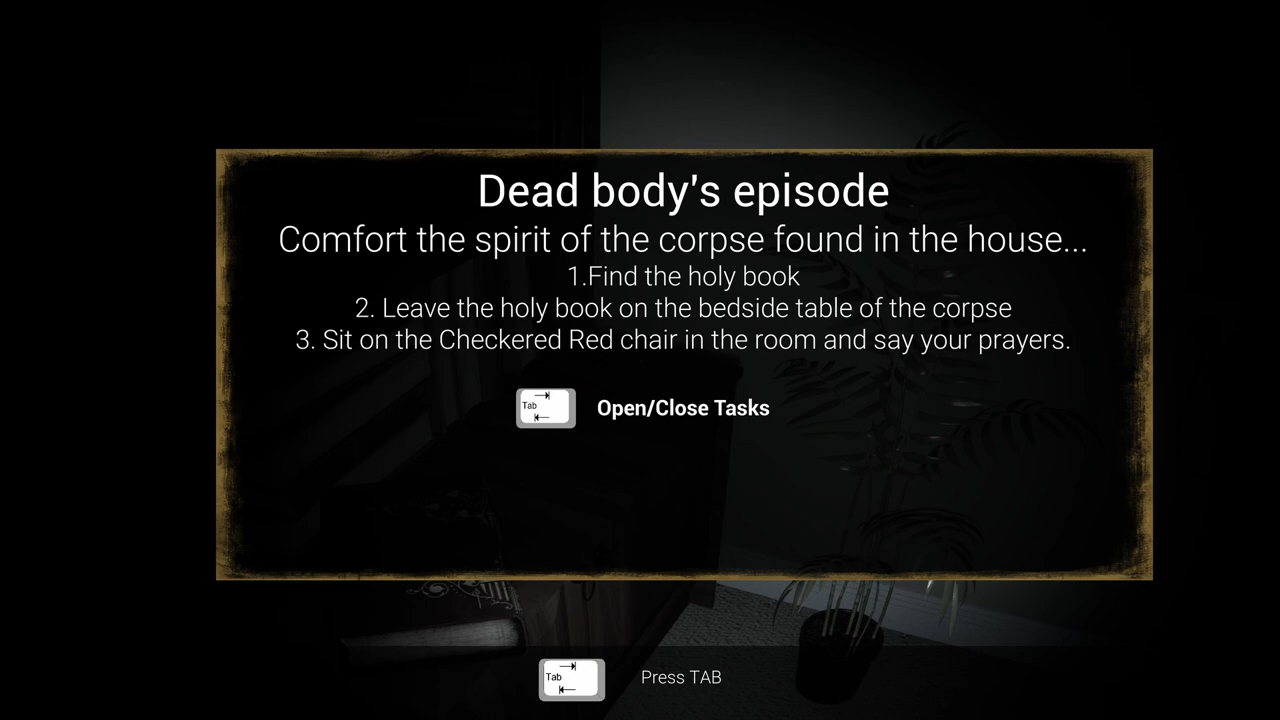 Dead body's episode
Comfort the spirit of the corpse found in the house...
1.Find the holy book
2. Leave the holy book on the bedside table of the corpse
3. Sit on the Checkered Red chair in the room and say your prayers.
Tab Open/Close Tasks
Tab Press TAB